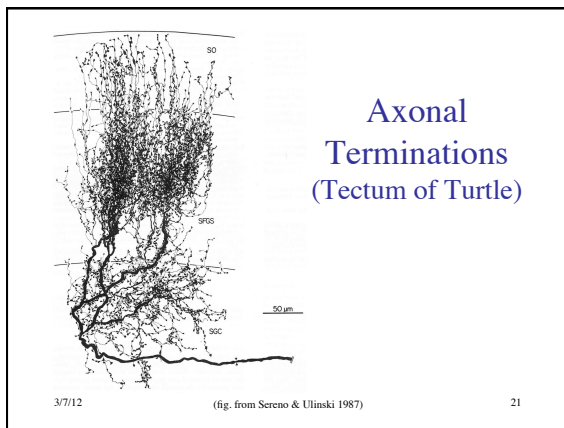 SO
Axonal
Terminations
(Tectum of Turtle)
SFGS
50 μm
SGC
3/7/12
(fig. from Sereno & Ulinski 1987)
21